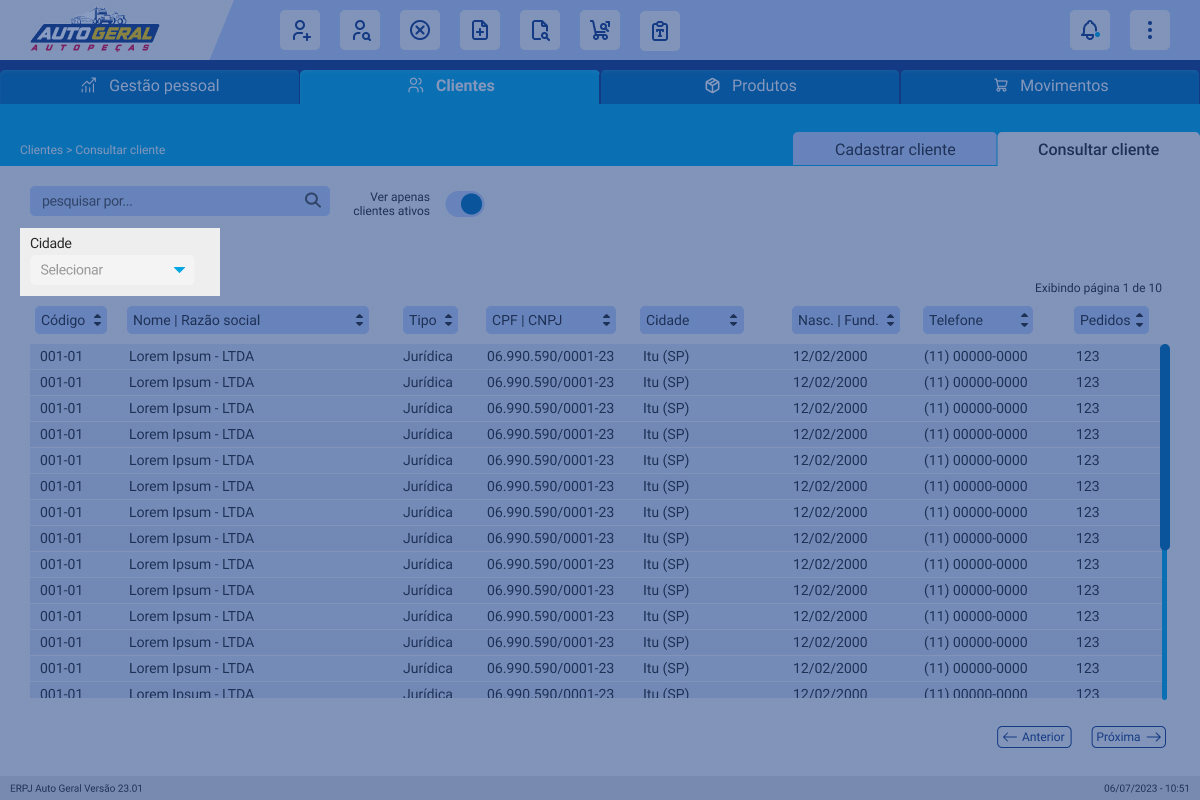 AUTO GERAL
AUTOPEÇAS
Gestão pessoal
Clientes
Produtos
Movimentos
Clientes > Consultar cliente
Cadastrar cliente
Consultar cliente
pesquisar por...
Ver apenas
clientes ativos
Cidade
Selecionar
Exibindo página 1 de 10
Código Nome | Razão social Tipo CPF | CNPJ Cidade Nasc. | Fund. Telefone Pedidos
001-01 Lorem Ipsum - LTDA Jurídica 06.990.590/0001-23 Itu (SP) 12/02/2000 (11) 00000-0000 123
001-01 Lorem Ipsum - LTDA Jurídica 06.990.590/0001-23 Itu (SP) 12/02/2000 (11) 00000-0000 123
001-01 Lorem Ipsum - LTDA Jurídica 06.990.590/0001-23 Itu (SP) 12/02/2000 (11) 00000-0000 123
001-01 Lorem Ipsum - LTDA Jurídica 06.990.590/0001-23 Itu (SP) 12/02/2000 (11) 00000-0000 123
001-01 Lorem Ipsum - LTDA Jurídica 06.990.590/0001-23 Itu (SP) 12/02/2000 (11) 00000-0000 123
001-01 Lorem Ipsum - LTDA Jurídica 06.990.590/0001-23 Itu (SP) 12/02/2000 (11) 00000-0000 123
001-01 Lorem Ipsum - LTDA Jurídica 06.990.590/0001-23 Itu (SP) 12/02/2000 (11) 00000-0000 123
001-01 Lorem Ipsum - LTDA Jurídica 06.990.590/0001-23 Itu (SP) 12/02/2000 (11) 00000-0000 123
001-01 Lorem Ipsum - LTDA Jurídica 06.990.590/0001-23 Itu (SP) 12/02/2000 (11) 00000-0000 123
001-01 Lorem Ipsum - LTDA Jurídica 06.990.590/0001-23 Itu (SP) 12/02/2000 (11) 00000-0000 123
001-01 Lorem Ipsum - LTDA Jurídica 06.990.590/0001-23 Itu (SP) 12/02/2000 (11) 00000-0000 123
001-01 Lorem Ipsum - LTDA Jurídica 06.990.590/0001-23 Itu (SP) 12/02/2000 (11) 00000-0000 123
001-01 Lorem Ipsum - LTDA Jurídica 06.990.590/0001-23 Itu (SP) 12/02/2000 (11) 00000-0000 123
001-01 Lorem Ipsum - LTDA Jurídica 06.990.590/0001-23 Itu (SP) 12/02/2000 (11) 00000-0000 123
Anterior
Próxima
ERPJ Auto Geral Versão 23.01
06/07/2023 - 10:51